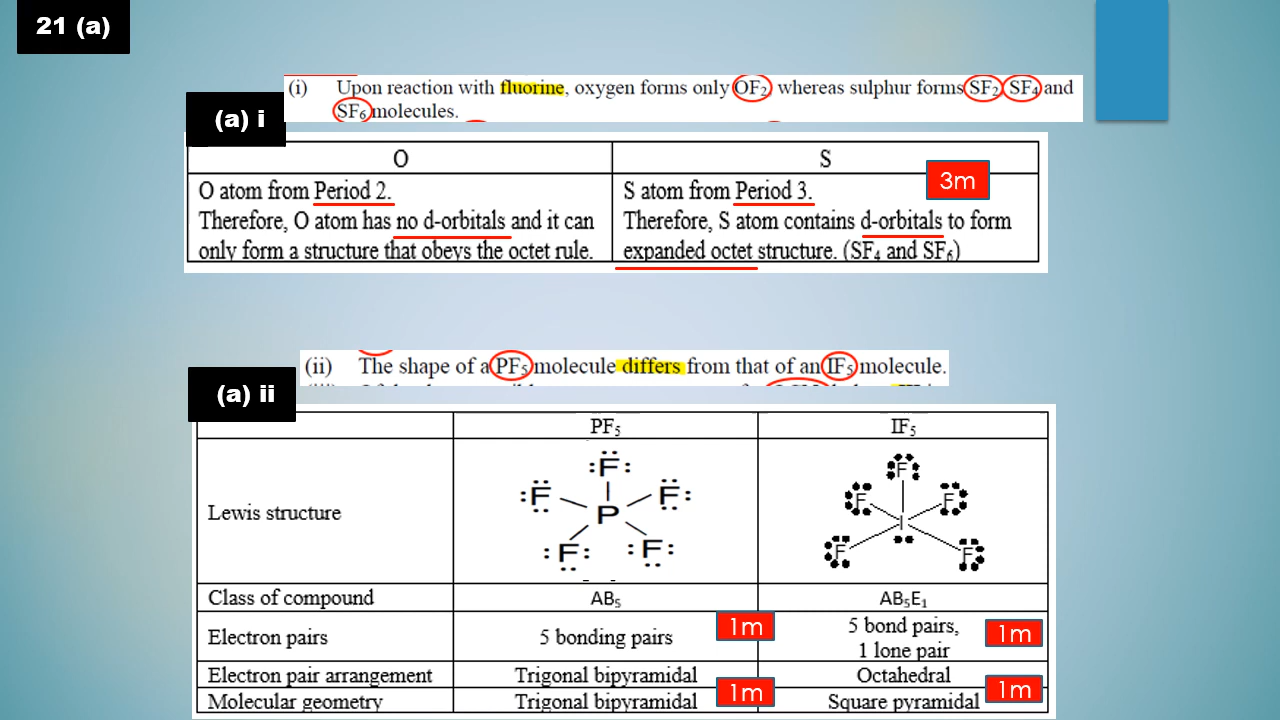 21 (a)
(i) Upon reaction with fluorine, oxygen forms only OF₂ whereas sulphur forms SF₂ SF₄ and
SF₆ molecules.
(a) i
O S
3m
O atom from Period 2. S atom from Period 3.
Therefore, O atom has no d-orbitals and it can Therefore, S atom contains d-orbitals to form
only form a structure that obeys the octet rule. expanded octet structure. (SF₄ and SF₆)
(ii) The shape of a PF₅ molecule differs from that of an IF₅ molecule.
(a) ii
PF₅ IF₅
Lewis structure
:F: F
:F F: F F
P I
:F: :F: F F
Class of compound AB₅ AB₅E₁
Electron pairs 5 bonding pairs 1m 5 bond pairs, 1m
1 lone pair
Electron pair arrangement Trigonal bipyramidal Octahedral
Molecular geometry Trigonal bipyramidal 1m Square pyramidal 1m